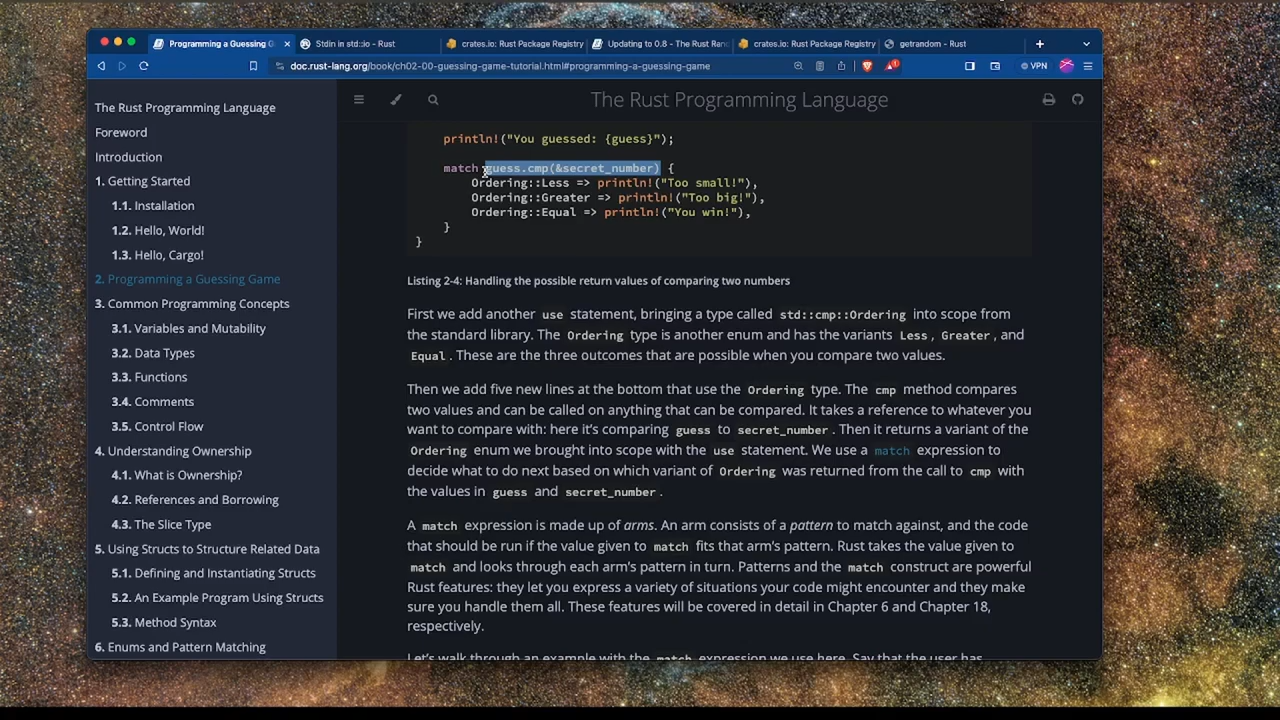 Programming a Guessing G
Stdin in std::io - Rust
crates.io: Rust Package Registry
Updating to 0.8 - The Rust Ran
crates.io: Rust Package Registry
getrandom - Rust
doc.rust-lang.org/book/ch02-00-guessing-game-tutorial.html#programming-a-guessing-game
VPN
The Rust Programming Language
Foreword
Introduction
1. Getting Started
1.1. Installation
1.2. Hello, World!
1.3. Hello, Cargo!
2. Programming a Guessing Game
3. Common Programming Concepts
3.1. Variables and Mutability
3.2. Data Types
3.3. Functions
3.4. Comments
3.5. Control Flow
4. Understanding Ownership
4.1. What is Ownership?
4.2. References and Borrowing
4.3. The Slice Type
5. Using Structs to Structure Related Data
5.1. Defining and Instantiating Structs
5.2. An Example Program Using Structs
5.3. Method Syntax
6. Enums and Pattern Matching
The Rust Programming Language
println!("You guessed: {guess}");
match guess.cmp(&secret_number) {
Ordering::Less => println!("Too small!"),
Ordering::Greater => println!("Too big!"),
Ordering::Equal => println!("You win!"),
}
}
Listing 2-4: Handling the possible return values of comparing two numbers
First we add another use statement, bringing a type called std::cmp::Ordering into scope from
the standard library. The Ordering type is another enum and has the variants Less, Greater, and
Equal. These are the three outcomes that are possible when you compare two values.
Then we add five new lines at the bottom that use the Ordering type. The cmp method compares
two values and can be called on anything that can be compared. It takes a reference to whatever you
want to compare with: here it's comparing guess to secret_number. Then it returns a variant of the
Ordering enum we brought into scope with the use statement. We use a match expression to
decide what to do next based on which variant of Ordering was returned from the call to cmp with
the values in guess and secret_number.
A match expression is made up of arms. An arm consists of a pattern to match against, and the code
that should be run if the value given to match fits that arm's pattern. Rust takes the value given to
match and looks through each arm's pattern in turn. Patterns and the match construct are powerful
Rust features: they let you express a variety of situations your code might encounter and they make
sure you handle them all. These features will be covered in detail in Chapter 6 and Chapter 18,
respectively.
Let's walk through an example with the match expression we use here. Say that the user has